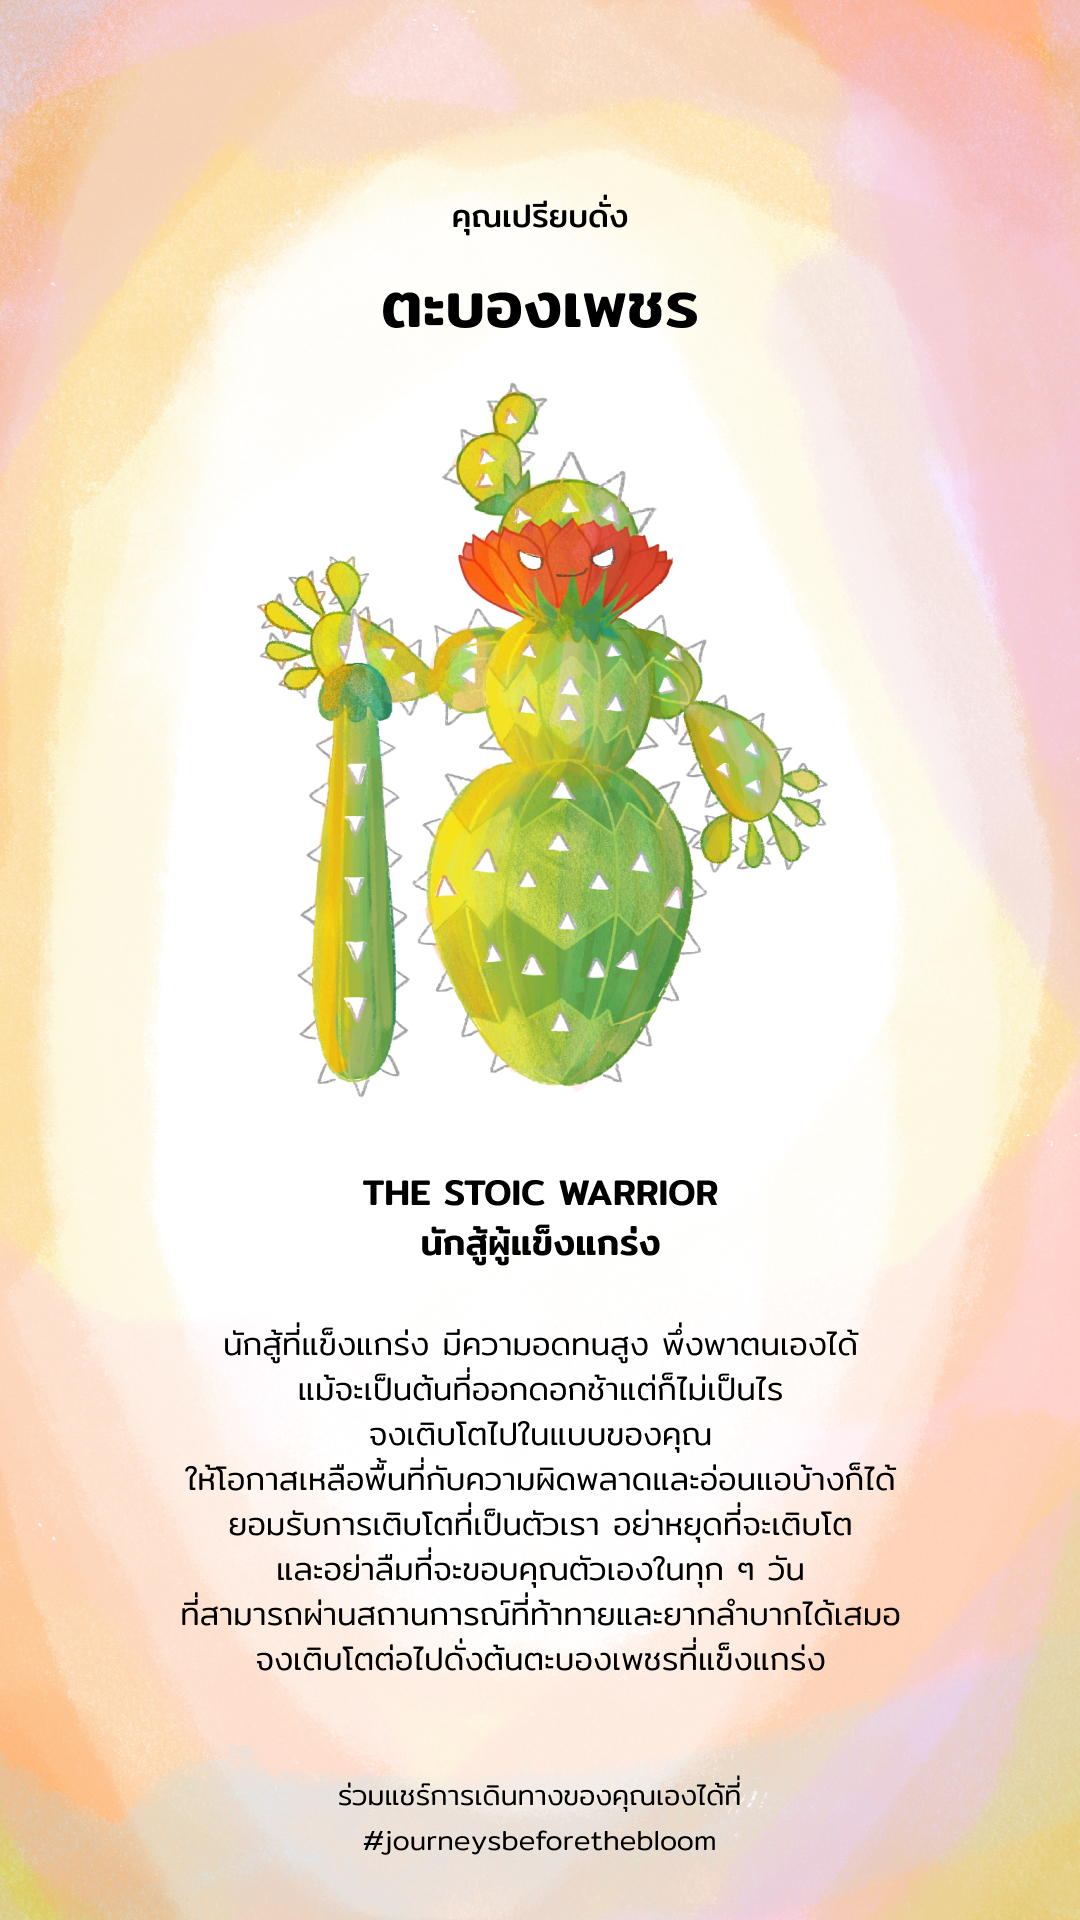 คุณเปรียบดั่ง
ตะบองเพชร
THE STOIC WARRIOR
นักสู้ผู้แข็งแกร่ง
นักสู้ที่แข็งแกร่ง มีความอดทนสูง พึ่งพาตนเองได้
แม้จะเป็นต้นที่ออกดอกช้าแต่ก็ไม่เป็นไร
จงเติบโตไปในแบบของคุณ
ให้โอกาสเหลือพื้นที่กับความผิดพลาดและอ่อนแอบ้างก็ได้
ยอมรับการเติบโตที่เป็นตัวเรา อย่าหยุดที่จะเติบโต
และอย่าลืมที่จะขอบคุณตัวเองในทุก ๆ วัน
ที่สามารถผ่านสถานการณ์ที่ท้าทายและยากลำบากได้เสมอ
จงเติบโตต่อไปดั่งต้นตะบองเพชรที่แข็งแกร่ง
ร่วมแชร์การเดินทางของคุณเองได้ที่
#journeysbeforethebloom